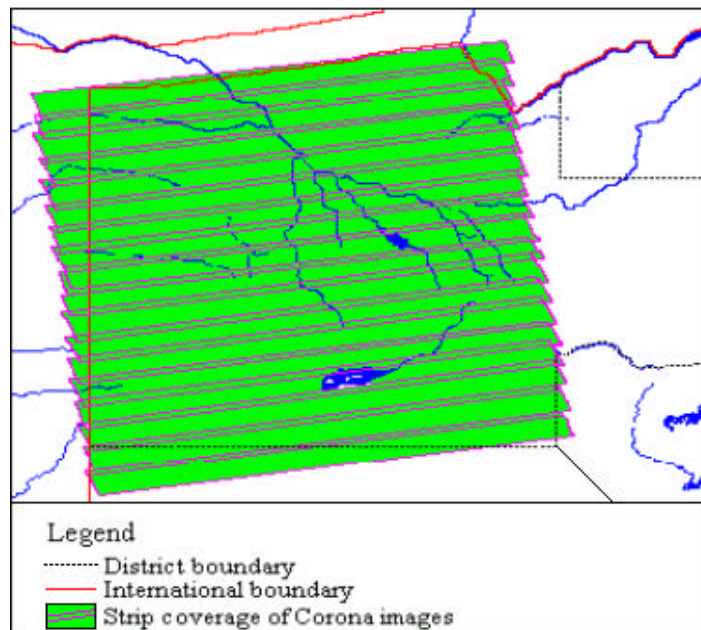 Legend
District boundary
International boundary
Strip coverage of Corona images